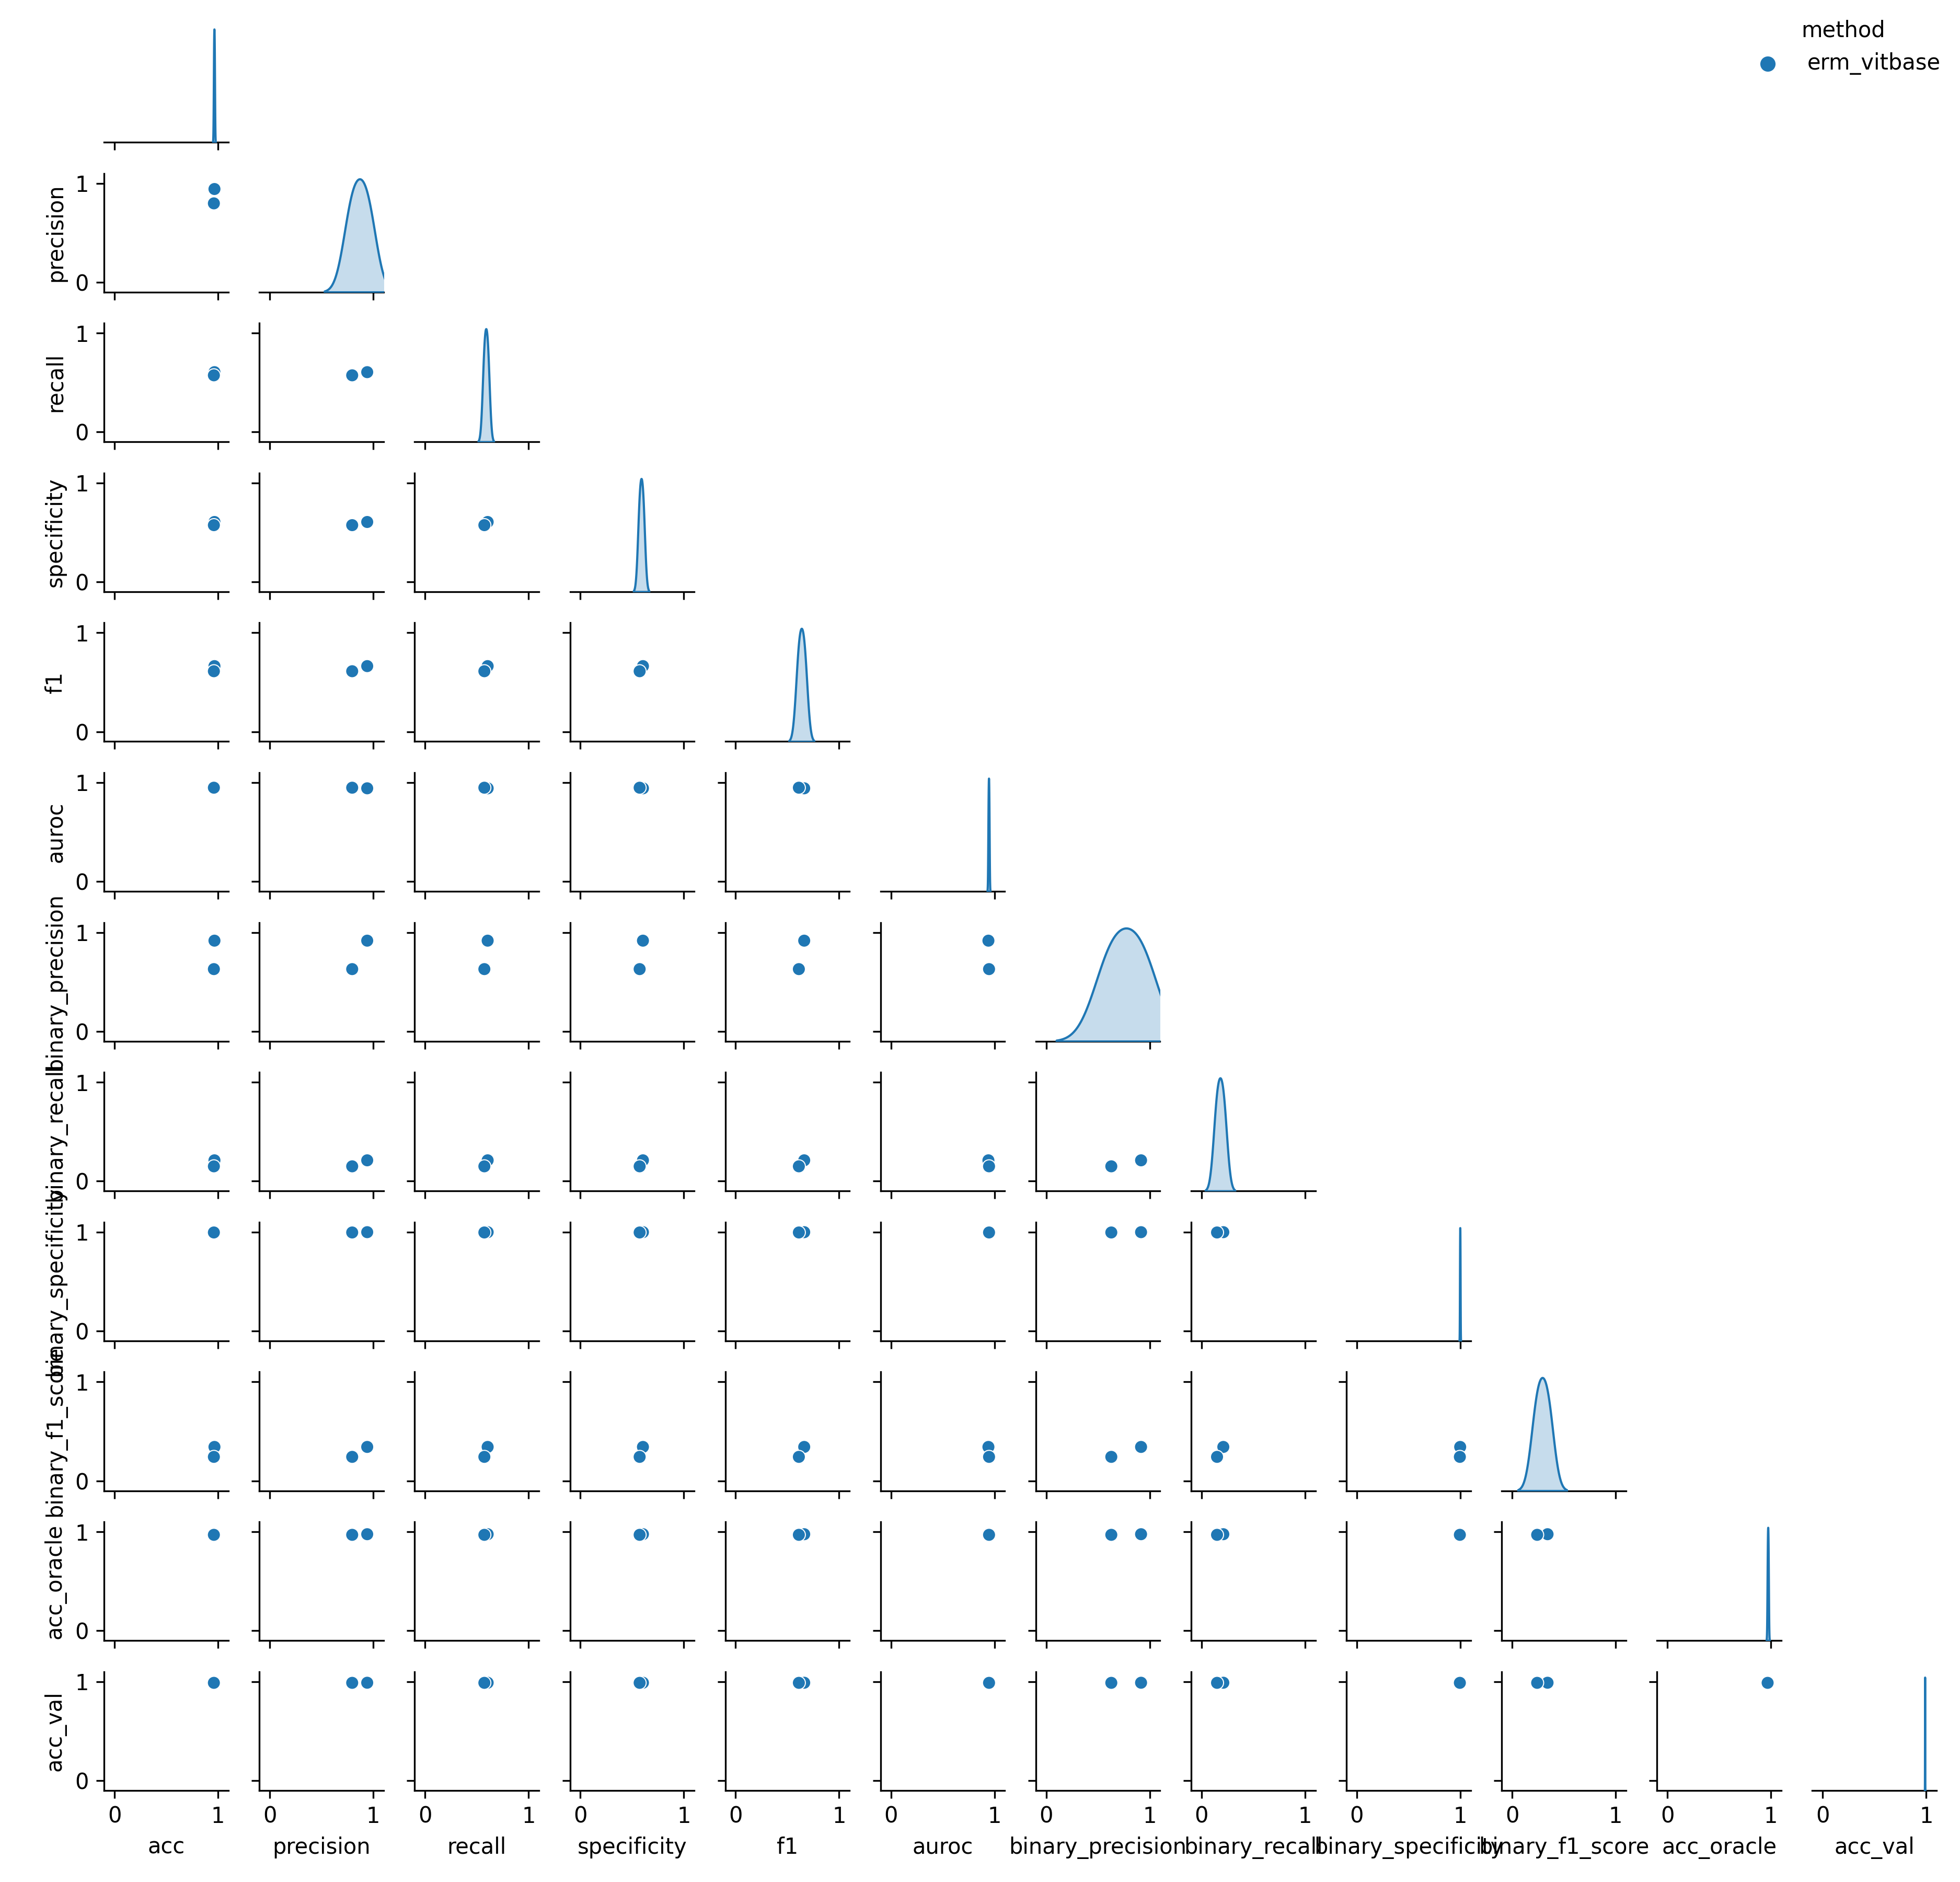 method
erm_vitbase
1
precision
0
1
recall
0
1
specificity
0
1
f1
0
1
auroc
0
1
binary_precision
0
1
binary_recall
0
1
binary_specificity
0
1
binary_f1_score
0
1
acc_oracle
0
1
acc_val
0
0 1 0 1 0 1 0 1 0 1 0 1 0 1 0 1 0 1 0 1 0 1 0 1
acc precision recall specificity f1 auroc binary_precision binary_recall binary_specificity binary_f1_score acc_oracle acc_val